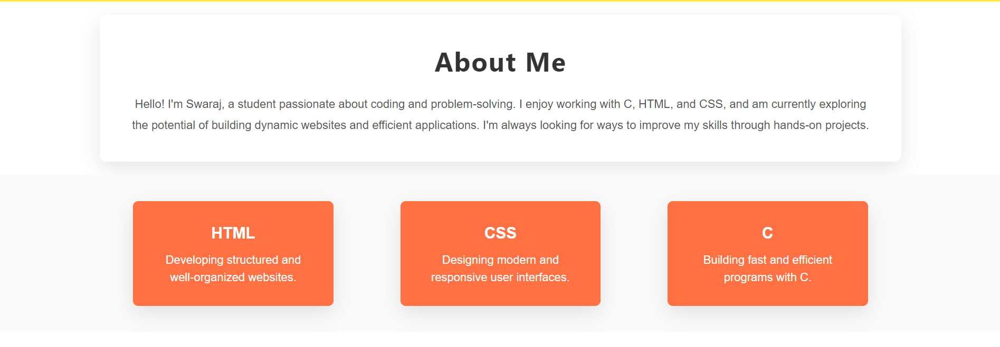 About Me
Hello! I'm Swaraj, a student passionate about coding and problem-solving. I enjoy working with C, HTML, and CSS, and am currently exploring
the potential of building dynamic websites and efficient applications. I'm always looking for ways to improve my skills through hands-on projects.
HTML
Developing structured and
well-organized websites.
CSS
Designing modern and
responsive user interfaces.
C
Building fast and efficient
programs with C.